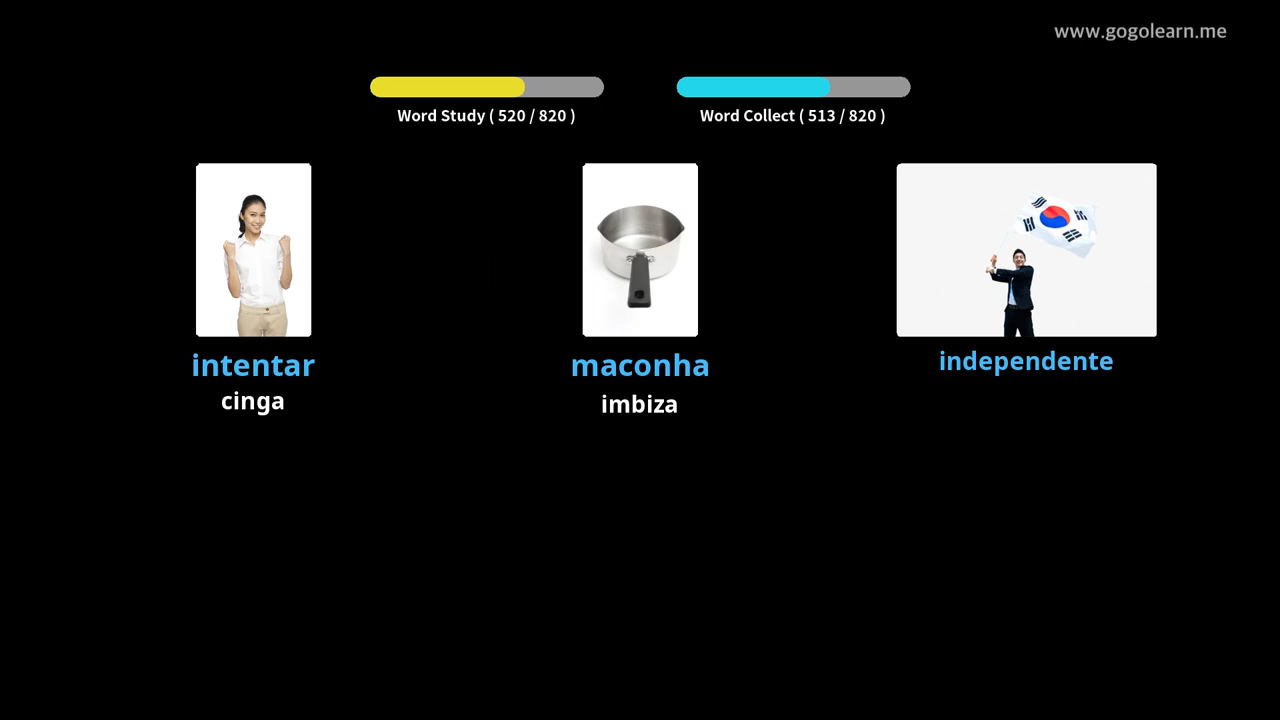 www.gogolearn.me
Word Study ( 520 / 820 )
Word Collect ( 513 / 820 )
intentar
cinga
maconha
imbiza
independente